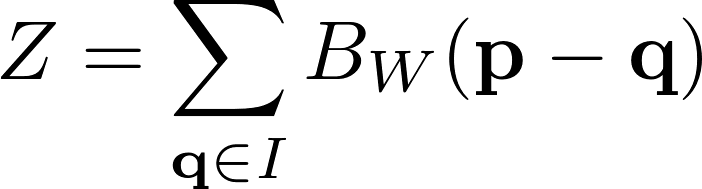 Z = ∑_{𝐪∈I} B_W(𝐩 − 𝐪)